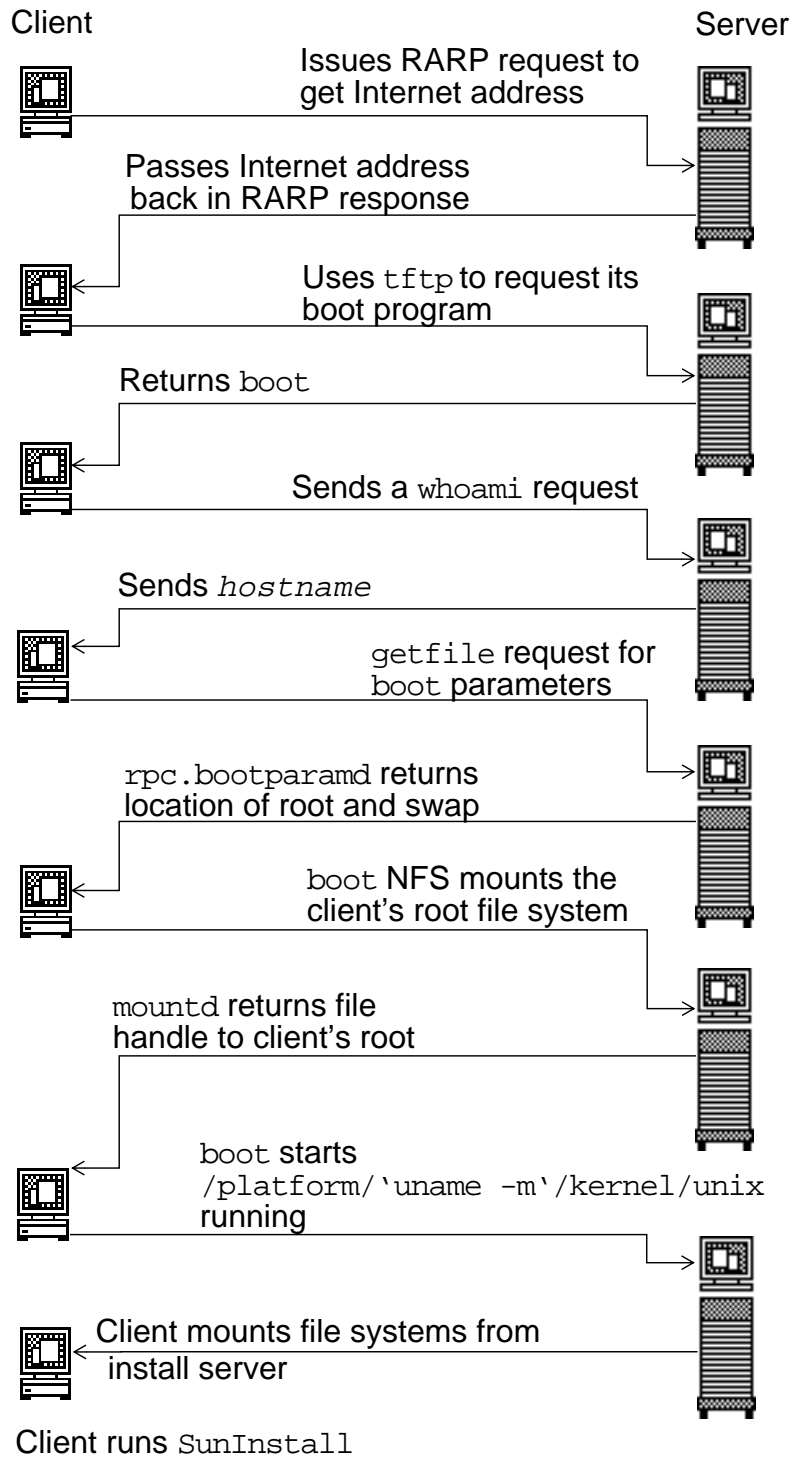 Client
Server
Issues RARP request to
get Internet address
Passes Internet address
back in RARP response
Uses tftp to request its
boot program
Returns boot
Sends a whoami request
Sends hostname
getfile request for
boot parameters
rpc.bootparamd returns
location of root and swap
boot NFS mounts the
client's root file system
mountd returns file
handle to client's root
boot starts
/platform/‘uname -m‘/kernel/unix
running
Client mounts file systems from
install server
Client runs SunInstall